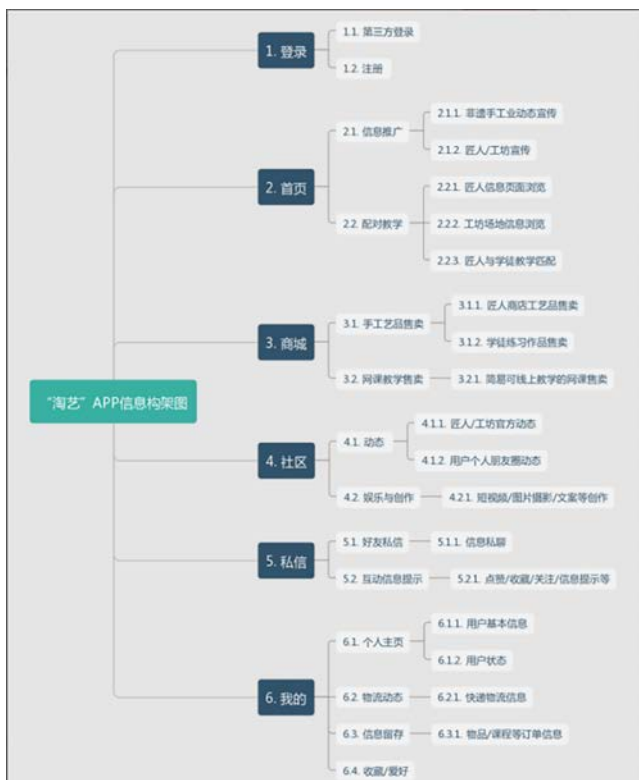 “淘艺”APP信息构架图
1. 登录
1.1. 第三方登录
1.2. 注册
2. 首页
2.1. 信息推广
2.1.1. 非遗手工业动态宣传
2.1.2. 匠人/工坊宣传
2.2. 配对教学
2.2.1. 匠人信息页面浏览
2.2.2. 工坊场地信息浏览
2.2.3. 匠人与学徒教学匹配
3. 商城
3.1. 手工艺品售卖
3.1.1. 匠人商店工艺品售卖
3.1.2. 学徒练习作品售卖
3.2. 网课教学售卖
3.2.1. 简易可线上教学的网课售卖
4. 社区
4.1. 动态
4.1.1. 匠人/工坊官方动态
4.1.2. 用户个人朋友圈动态
4.2. 娱乐与创作
4.2.1. 短视频/图片摄影/文案等创作
5. 私信
5.1. 好友私信
5.1.1. 信息私聊
5.2. 互动信息提示
5.2.1. 点赞/收藏/关注/信息提示等
6. 我的
6.1. 个人主页
6.1.1. 用户基本信息
6.1.2. 用户状态
6.2. 物流动态
6.2.1. 快递物流信息
6.3. 信息留存
6.3.1. 物品/课程等订单信息
6.4. 收藏/爱好